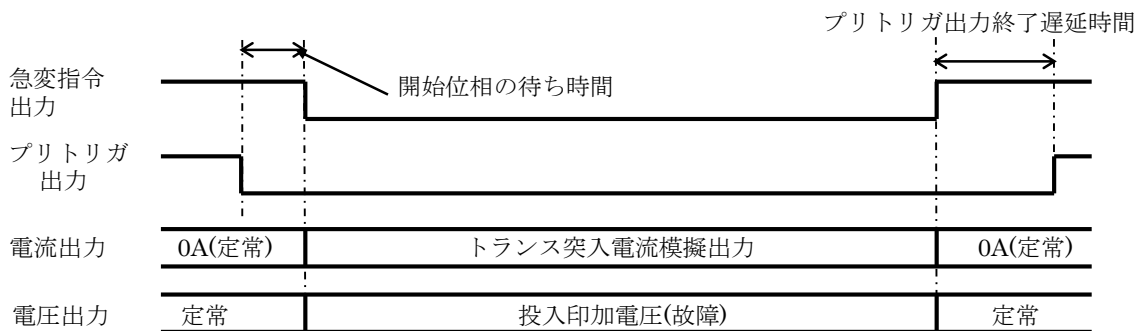 プリトリガ出力終了遅延時間
急変指令
出力
開始位相の待ち時間
プリトリガ
出力
電流出力
0A(定常)
トランス突入電流模擬出力
0A(定常)
電圧出力
定常
投入印加電圧(故障)
定常